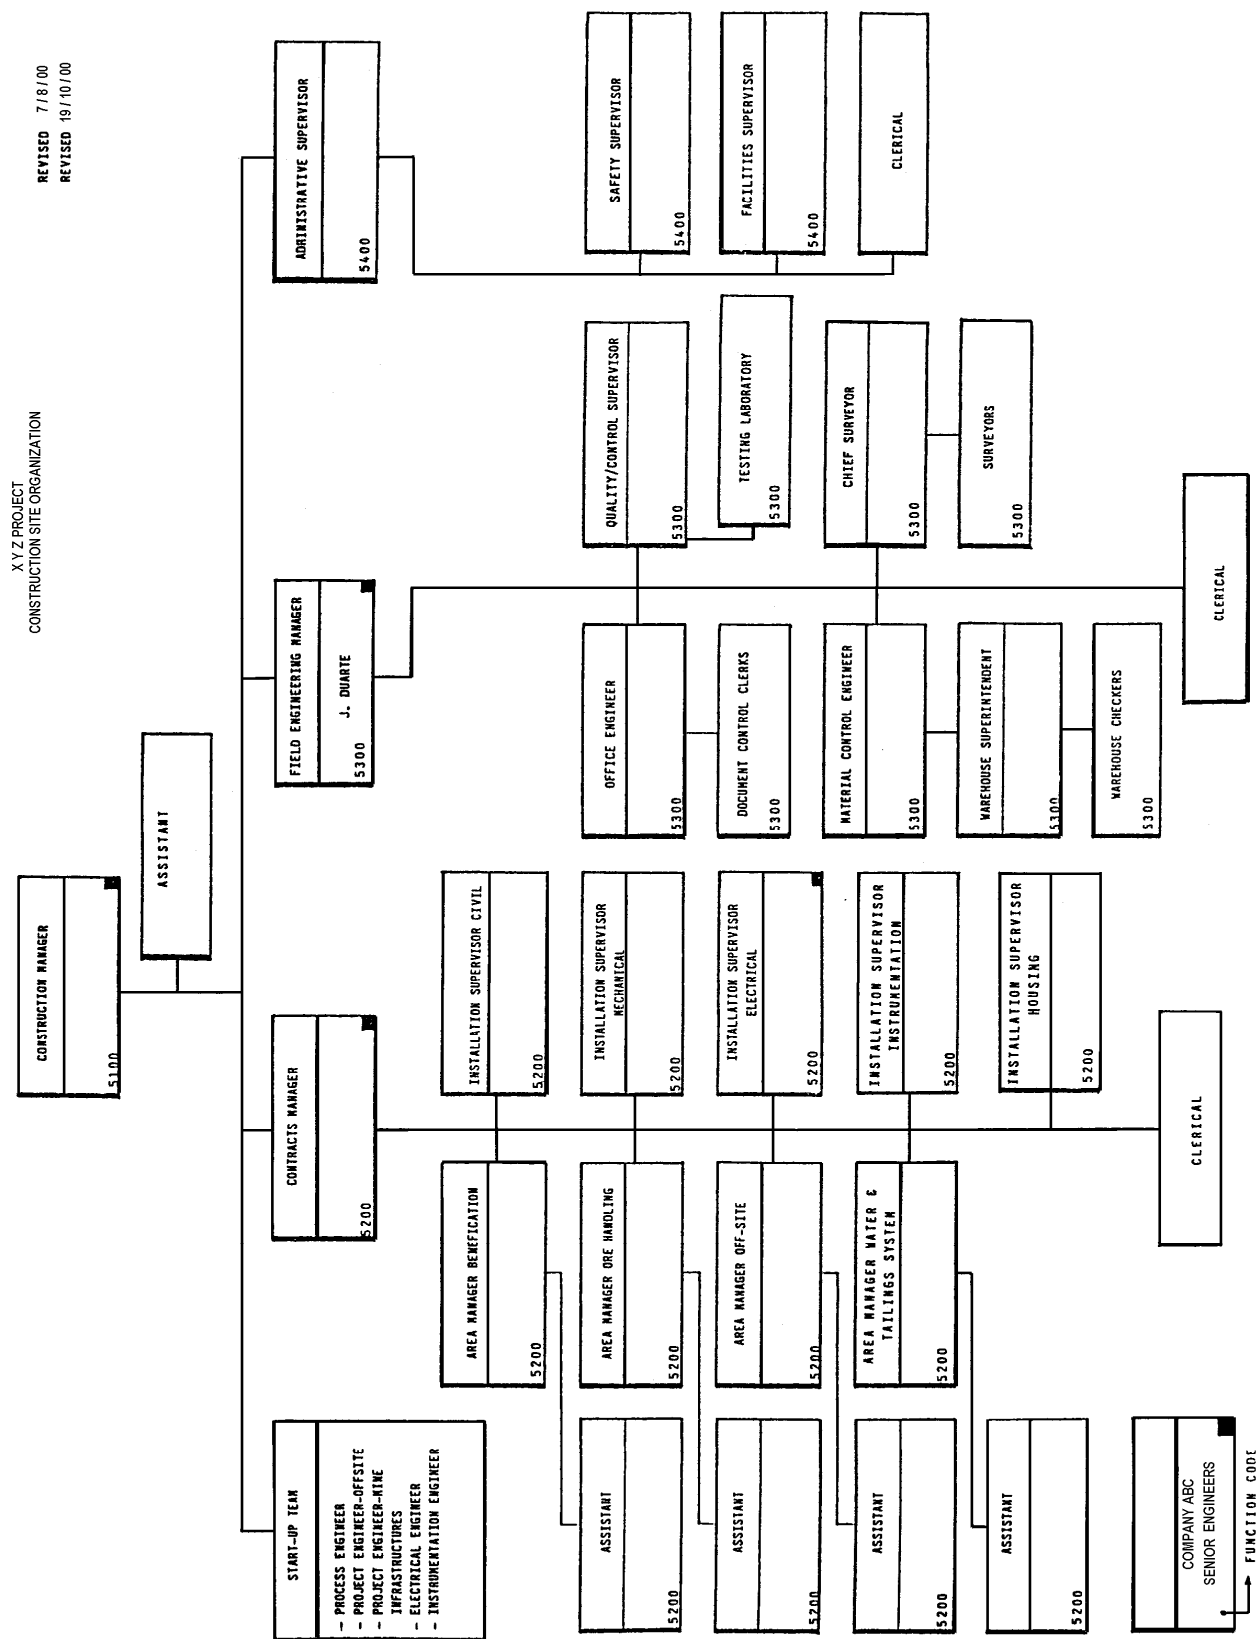 X Y Z PROJECT
CONSTRUCTION SITE ORGANIZATION
REVISED 7/8/00
REVISED 19/10/00
CONSTRUCTION MANAGER
5100
ASSISTANT
START-UP TEAM
- PROCESS ENGINEER
- PROJECT ENGINEER-OFFSITE
- PROJECT ENGINEER-MINE
INFRASTRUCTURES
- ELECTRICAL ENGINEER
- INSTRUMENTATION ENGINEER
CONTRACTS MANAGER
5200
FIELD ENGINEERING MANAGER
J. DUARTE
5300
ADMINISTRATIVE SUPERVISOR
5400
AREA MANAGER BENEFICATION
5200
INSTALLATION SUPERVISOR CIVIL
5200
ASSISTANT
5200
AREA MANAGER ORE HANDLING
5200
INSTALLATION SUPERVISOR
MECHANICAL
5200
ASSISTANT
5200
AREA MANAGER OFF-SITE
5200
INSTALLATION SUPERVISOR
ELECTRICAL
5200
ASSISTANT
5200
AREA MANAGER WATER &
TAILINGS SYSTEM
5200
INSTALLATION SUPERVISOR
INSTRUMENTATION
5200
ASSISTANT
5200
INSTALLATION SUPERVISOR
HOUSING
5200
CLERICAL
OFFICE ENGINEER
5300
DOCUMENT CONTROL CLERKS
5300
QUALITY/CONTROL SUPERVISOR
5300
TESTING LABORATORY
5300
MATERIAL CONTROL ENGINEER
5300
WAREHOUSE SUPERINTENDENT
5300
WAREHOUSE CHECKERS
5300
CHIEF SURVEYOR
5300
SURVEYORS
5300
CLERICAL
SAFETY SUPERVISOR
5400
FACILITIES SUPERVISOR
5400
CLERICAL
COMPANY ABC
SENIOR ENGINEERS
FUNCTION CODE